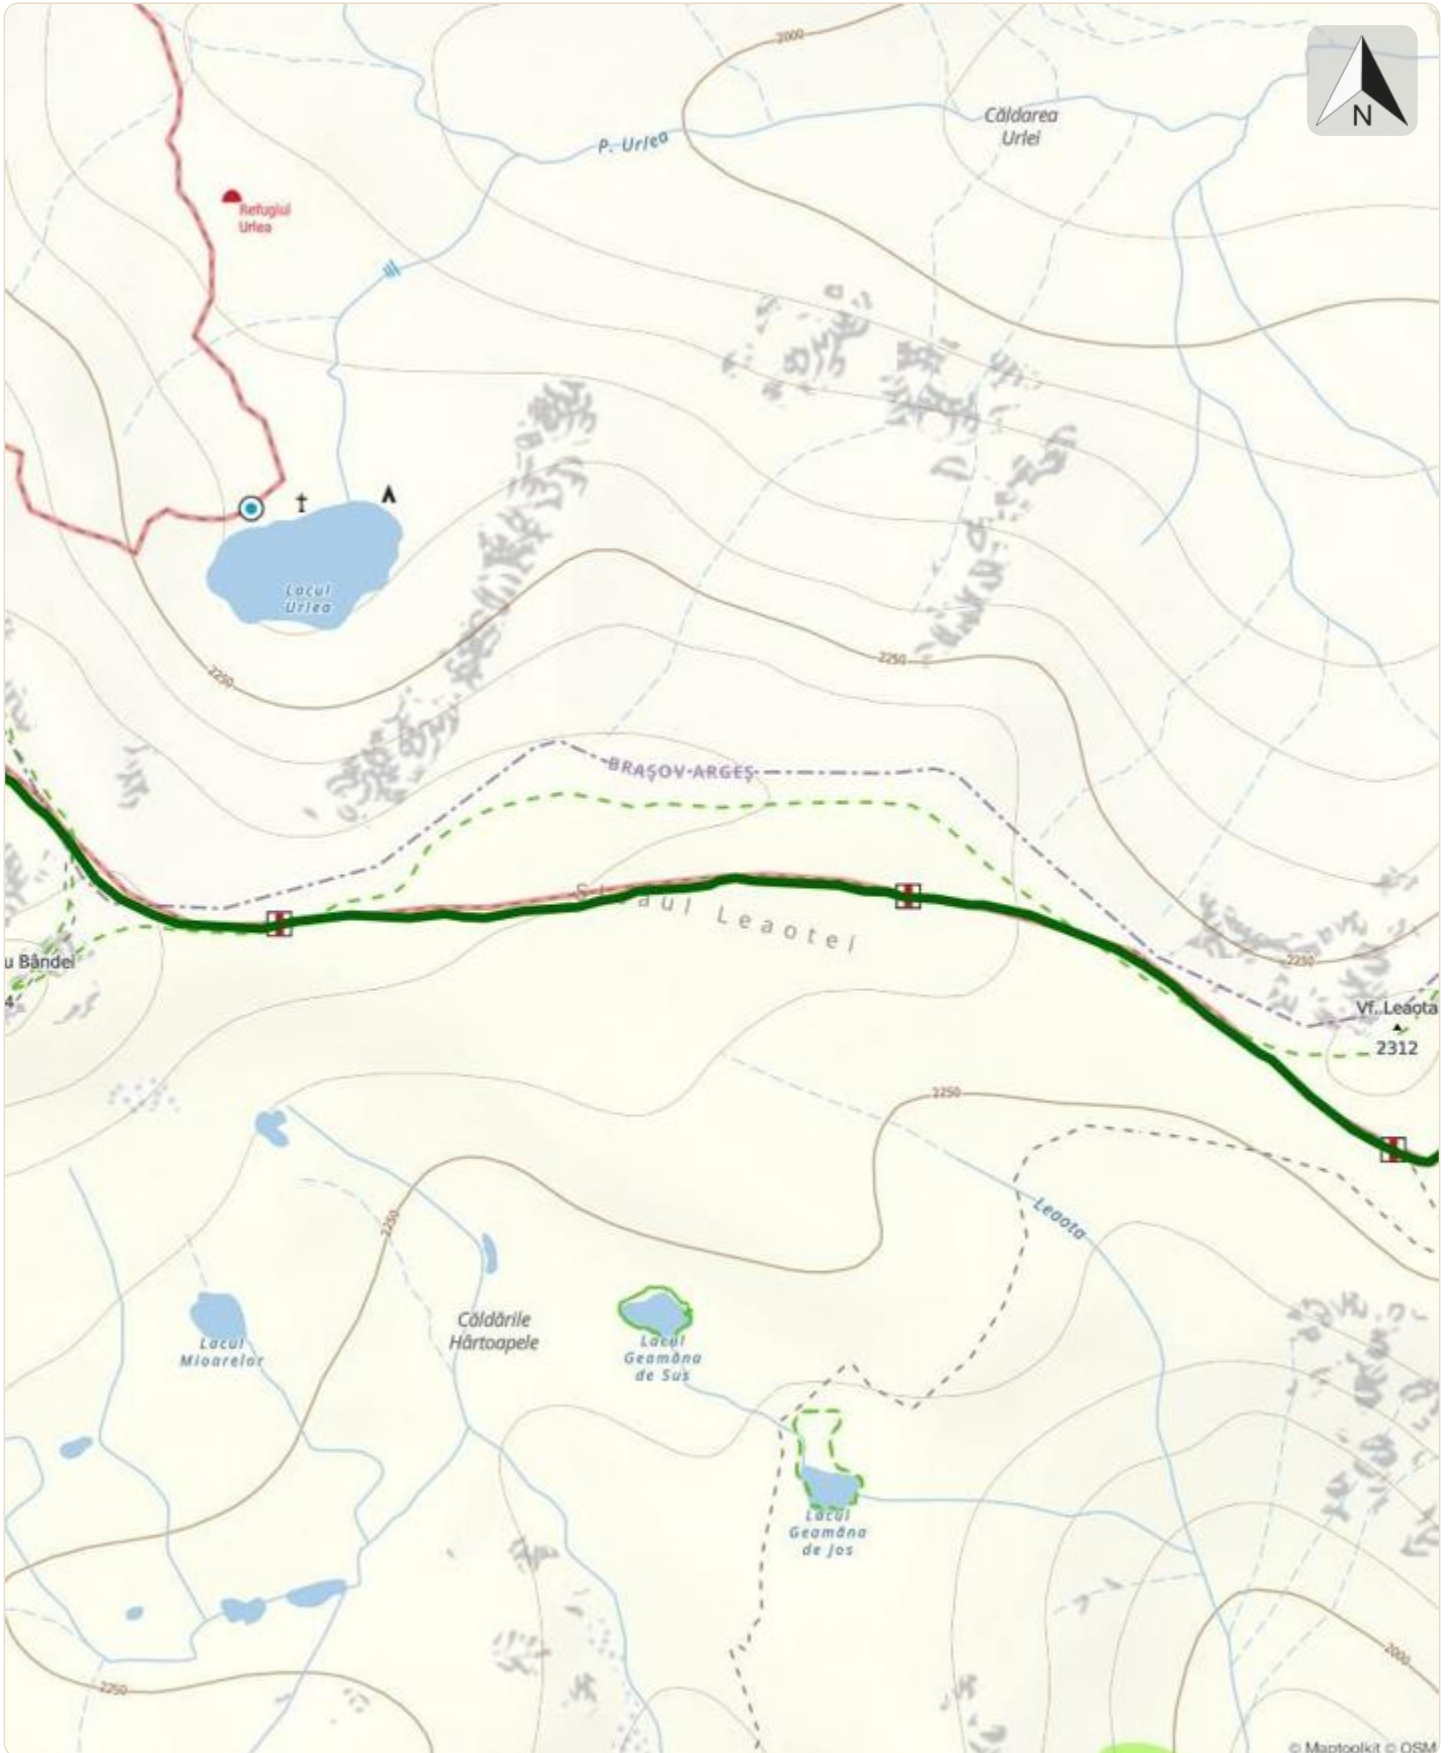 2000
N
Căldarea
Urlei
P. Urlea
Refugiul
Urlea
Lacul
Urlea
2250
2250
BRAȘOV-ARGEȘ
Leaotei
u Bândei
4
2250
Vf. Leaota
2312
2250
Leaota
2250
Căldările
Hârtoapele
Lacul
Mioarelor
Lacul
Geamăna
de Sus
Lacul
Geamăna
de Jos
2000
2250
© Maptoolkit © OSM